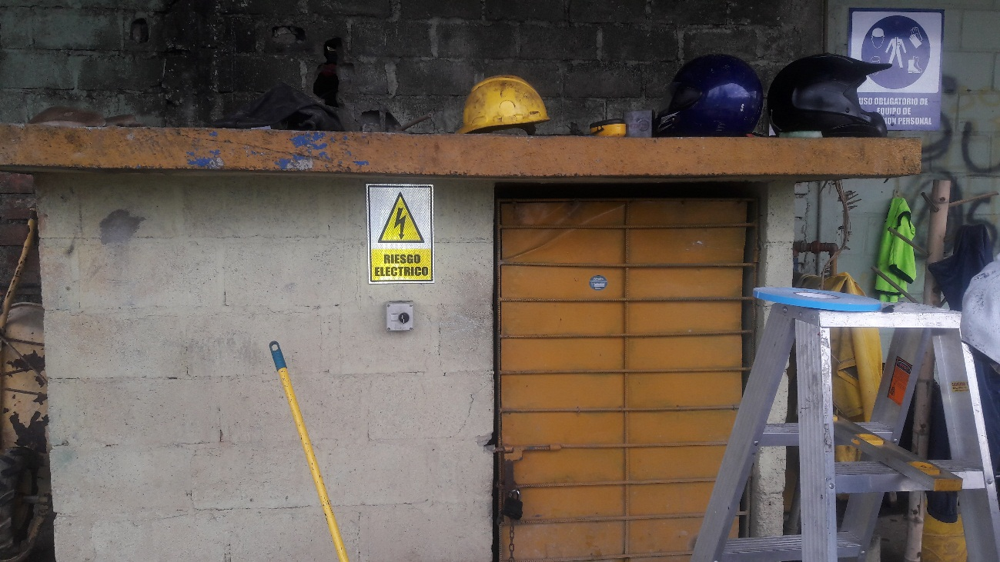 USO OBLIGATORIO DE
EQUIPO DE
PERSONAL
RIESGO
ELECTRICO